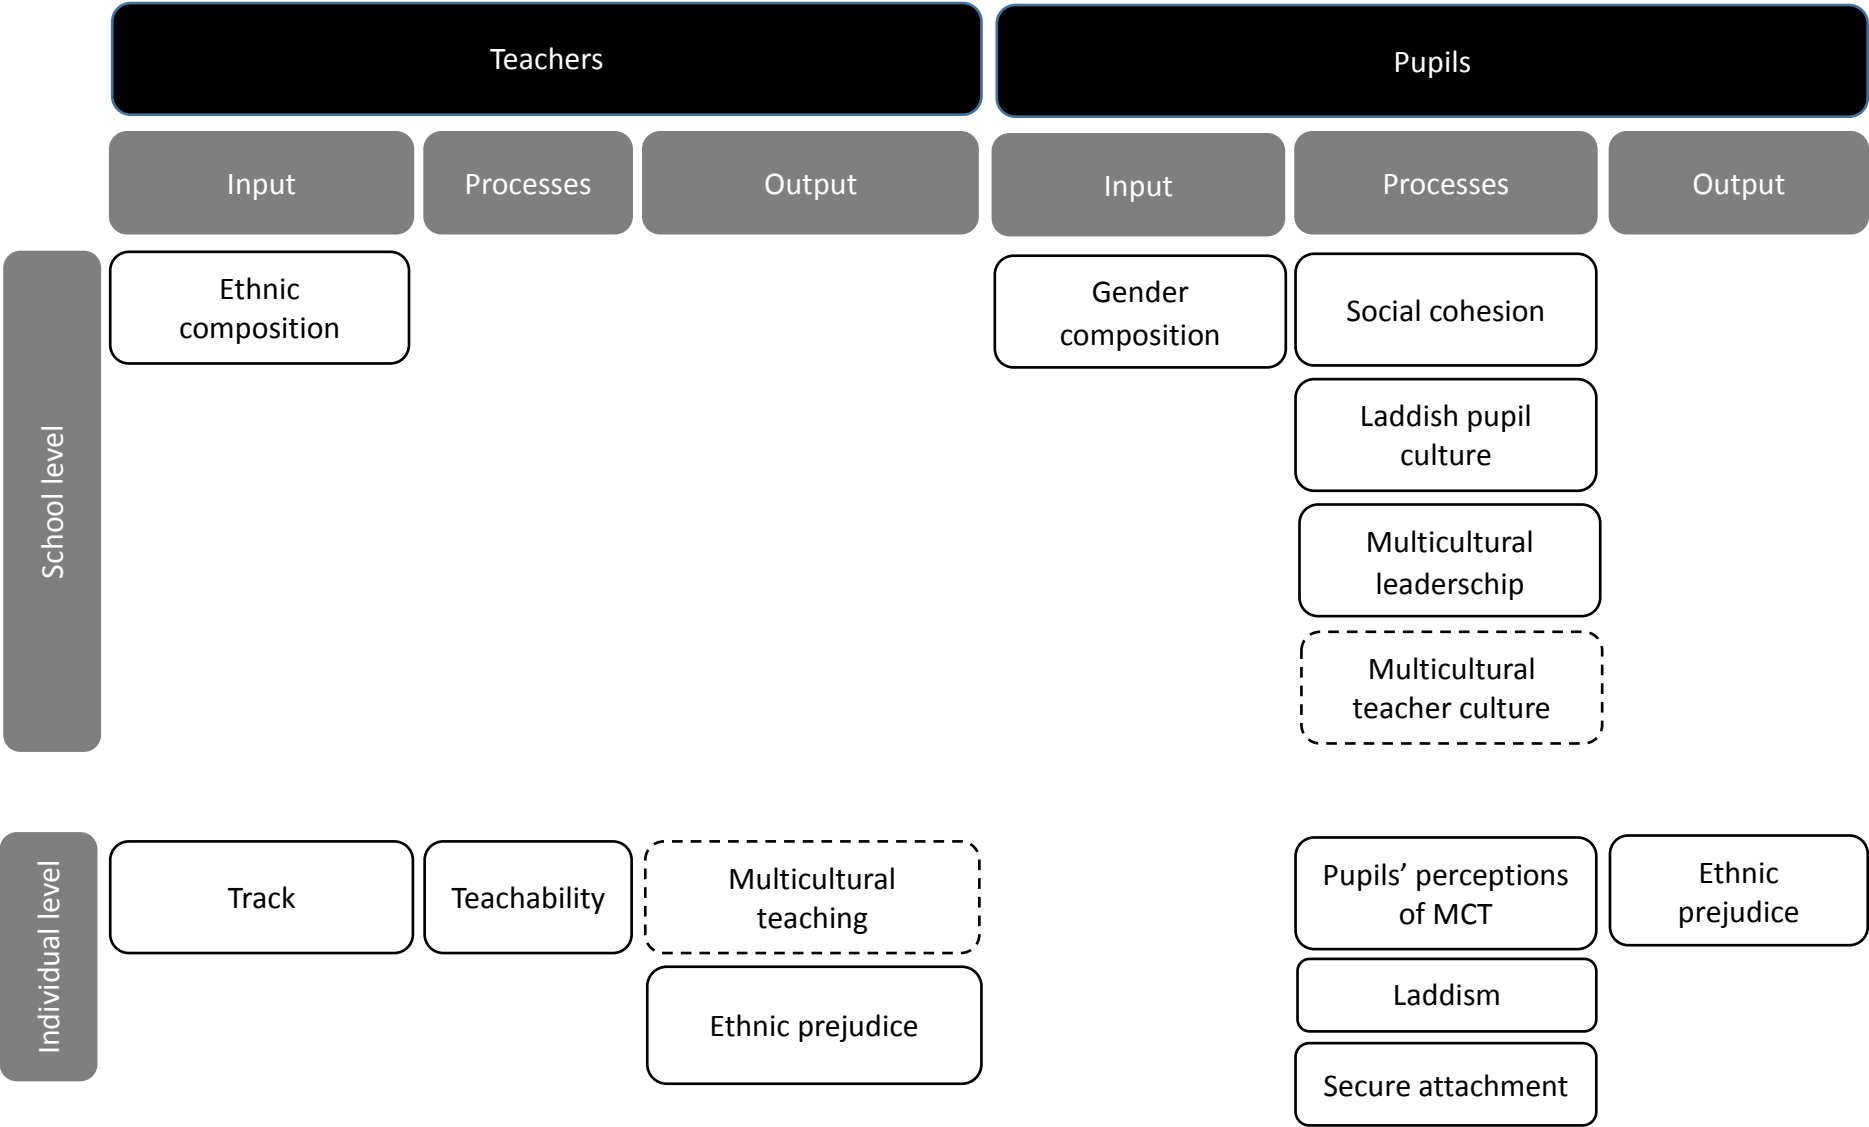 Teachers
Pupils
Input
Processes
Output
Input
Processes
Output
School level
Ethnic
composition
Gender
composition
Social cohesion
Laddish pupil
culture
Multicultural
leaderschip
Multicultural
teacher culture
Individual level
Track
Teachability
Multicultural
teaching
Ethnic prejudice
Pupils’ perceptions
of MCT
Laddism
Secure attachment
Ethnic
prejudice